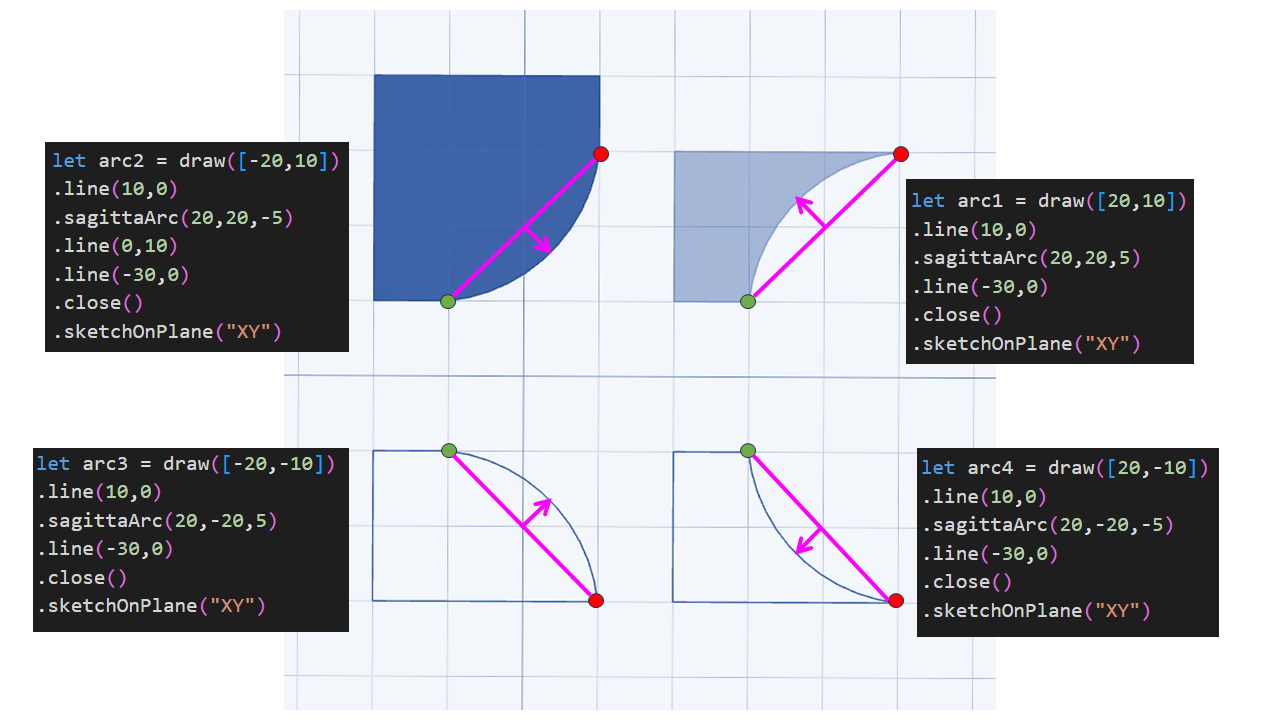 let arc2 = draw([-20,10])
.line(10,0)
.sagittaArc(20,20,-5)
.line(0,10)
.line(-30,0)
.close()
.sketchOnPlane("XY")
let arc1 = draw([20,10])
.line(10,0)
.sagittaArc(20,20,5)
.line(-30,0)
.close()
.sketchOnPlane("XY")
let arc3 = draw([-20,-10])
.line(10,0)
.sagittaArc(20,-20,5)
.line(-30,0)
.close()
.sketchOnPlane("XY")
let arc4 = draw([20,-10])
.line(10,0)
.sagittaArc(20,-20,-5)
.line(-30,0)
.close()
.sketchOnPlane("XY")